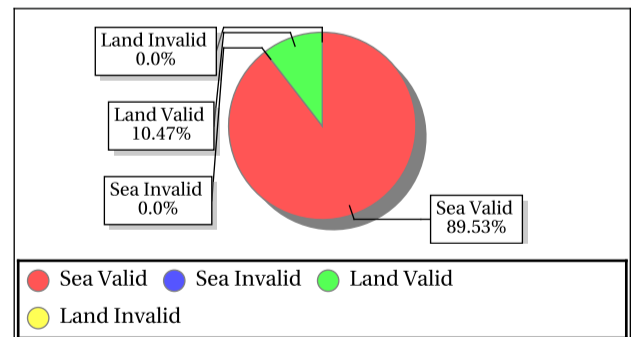 Land Invalid
0.0%
Land Valid
10.47%
Sea Invalid
0.0%
Sea Valid
89.53%
Sea Valid Sea Invalid Land Valid
Land Invalid